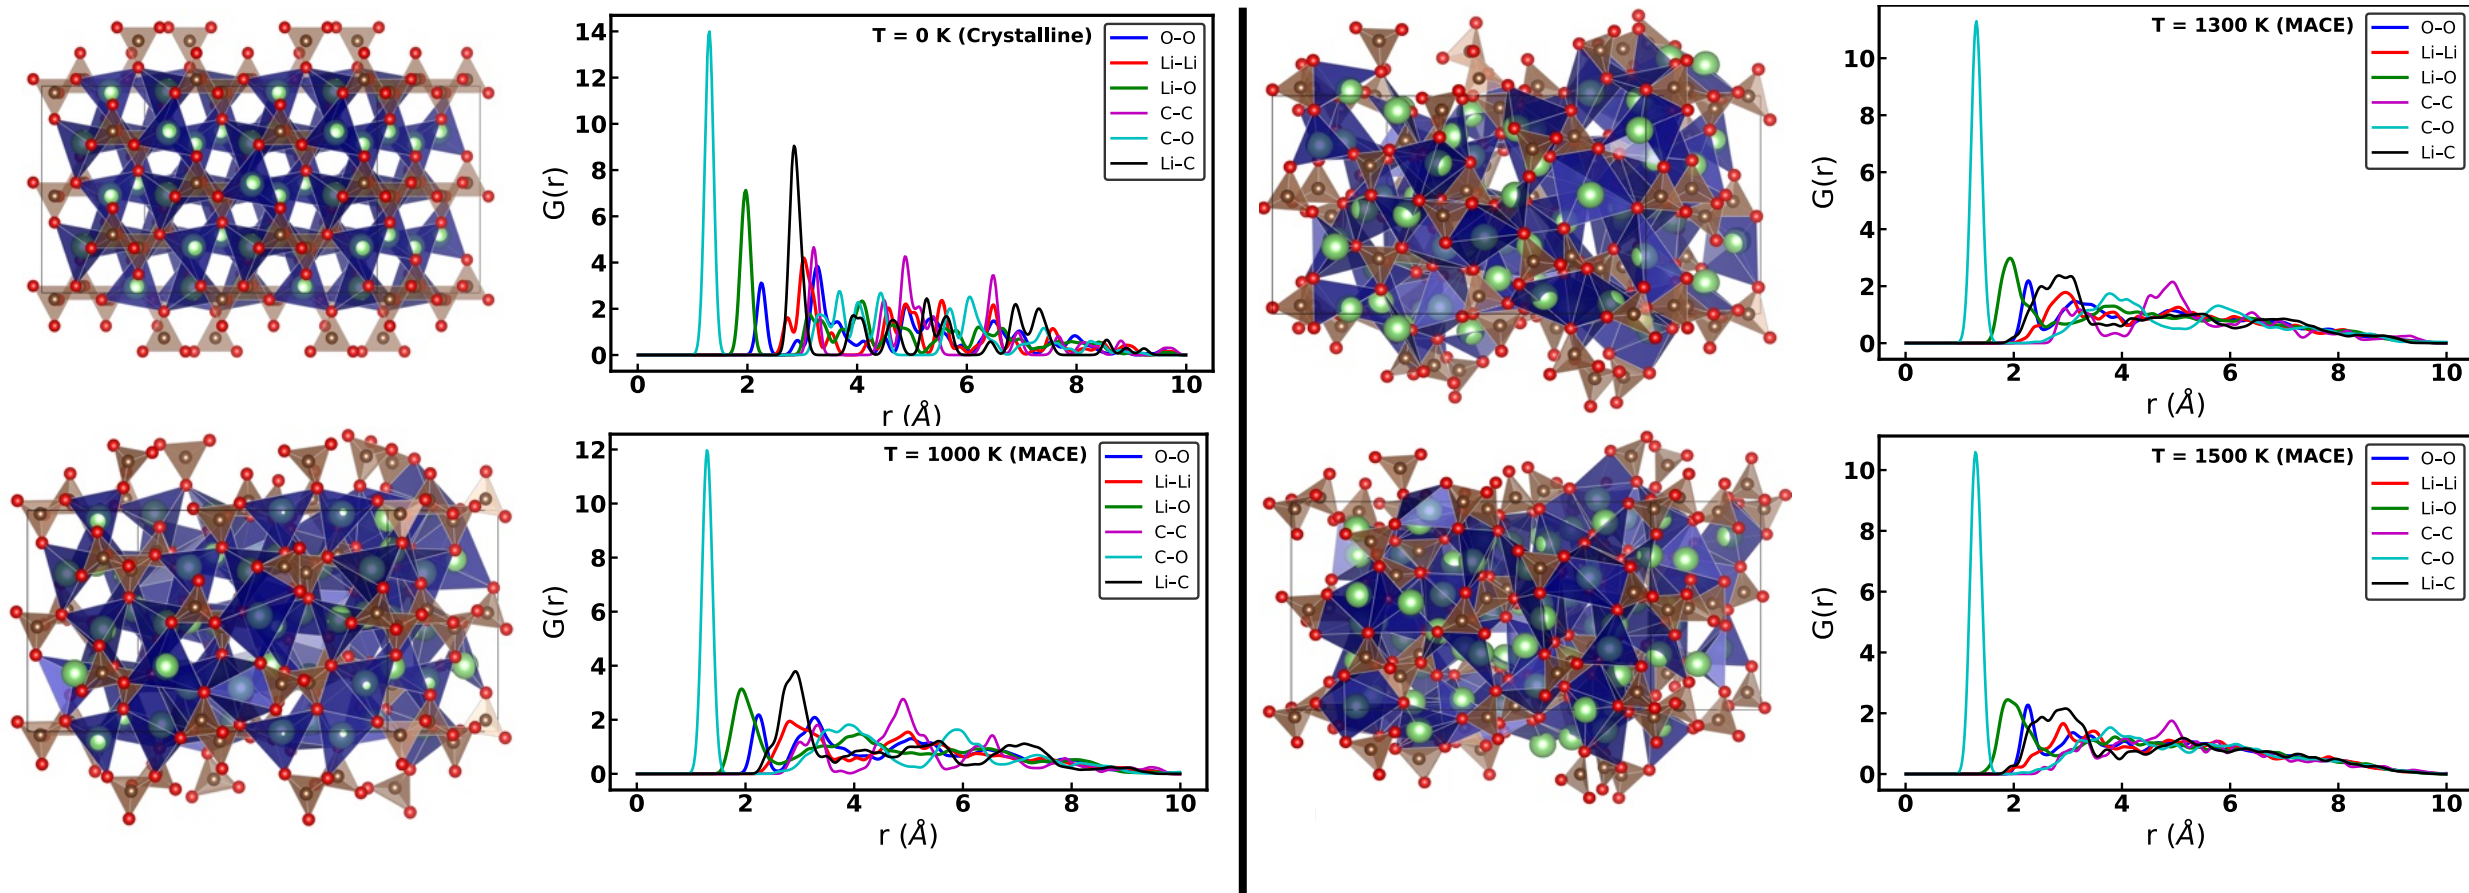 T = 0 K (Crystalline)
O–O
Li–Li
Li–O
C–C
C–O
Li–C
G(r)
14
12
10
8
6
4
2
0
0 2 4 6 8 10
r (Å)
T = 1000 K (MACE)
O–O
Li–Li
Li–O
C–C
C–O
Li–C
G(r)
12
10
8
6
4
2
0
0 2 4 6 8 10
r (Å)
T = 1300 K (MACE)
O–O
Li–Li
Li–O
C–C
C–O
Li–C
G(r)
10
8
6
4
2
0
0 2 4 6 8 10
r (Å)
T = 1500 K (MACE)
O–O
Li–Li
Li–O
C–C
C–O
Li–C
G(r)
10
8
6
4
2
0
0 2 4 6 8 10
r (Å)